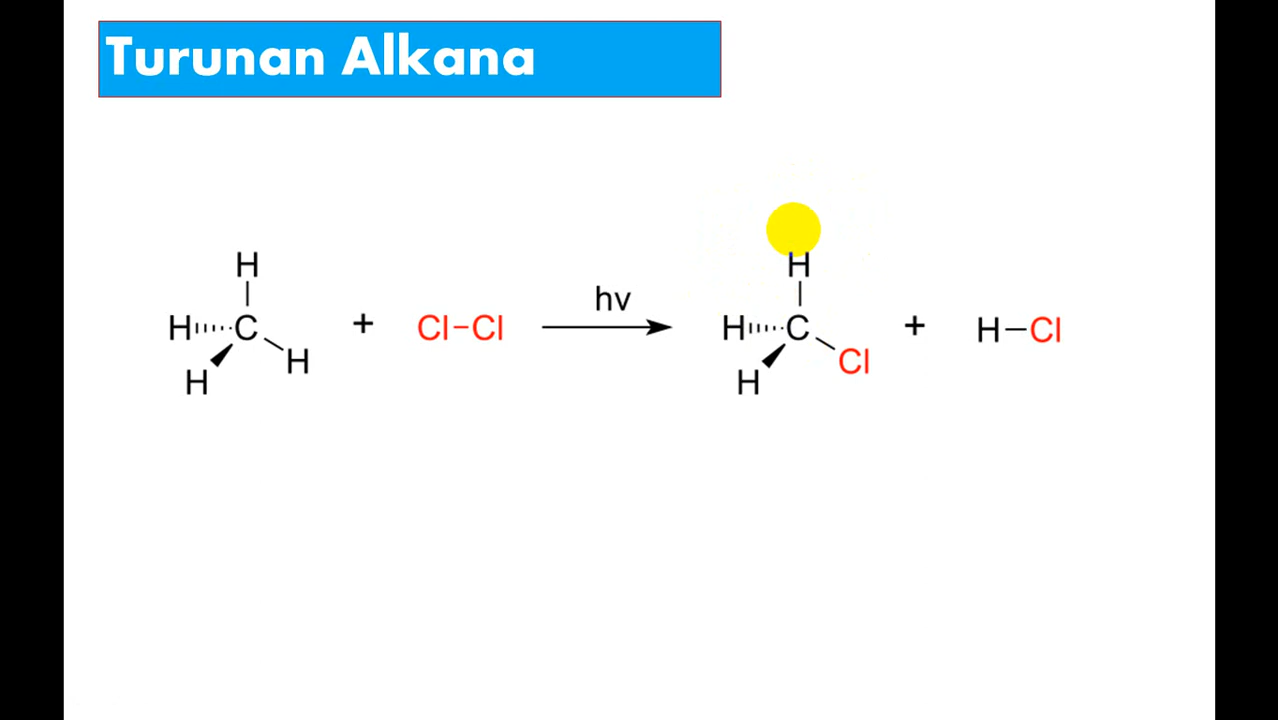 Turunan Alkana
H H
hv
H C + Cl–Cl H C + H–Cl
H Cl
H H